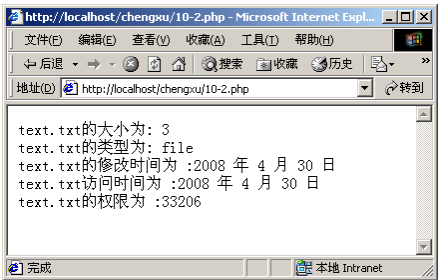 http://localhost/chengxu/10-2.php - Microsoft Internet Expl...
文件(F) 编辑(E) 查看(V) 收藏(A) 工具(T) 帮助(H)
后退 搜索 收藏 历史 »
地址(D) http://localhost/chengxu/10-2.php 转到
text.txt的大小为: 3
text.txt的类型为: file
text.txt的修改时间为 :2008 年 4 月 30 日
text.txt访问时间为 :2008 年 4 月 30 日
text.txt的权限为 :33206
完成 本地 Intranet